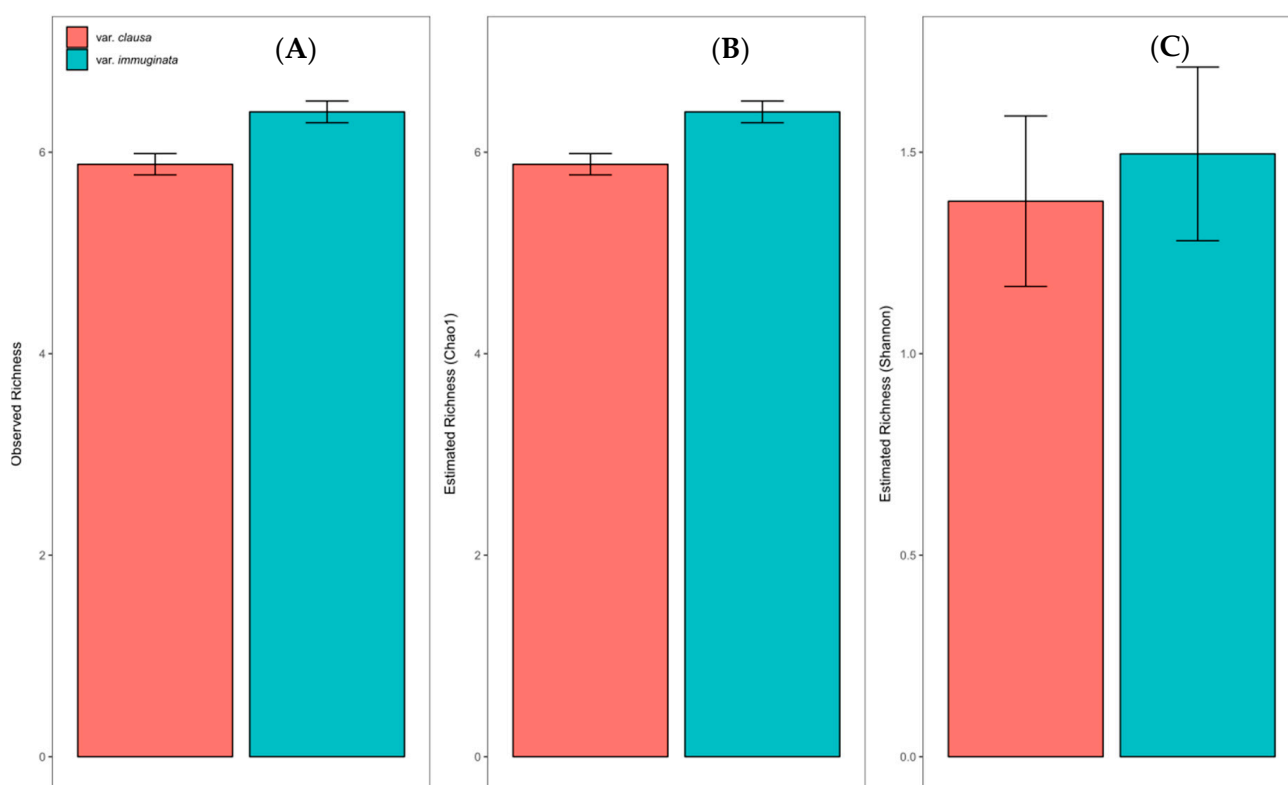 var. clausa
var. immuginata
(A)
Observed Richness
6
4
2
0
(B)
Estimated Richness (Chao1)
6
4
2
0
(C)
Estimated Richness (Shannon)
1.5
1.0
0.5
0.0